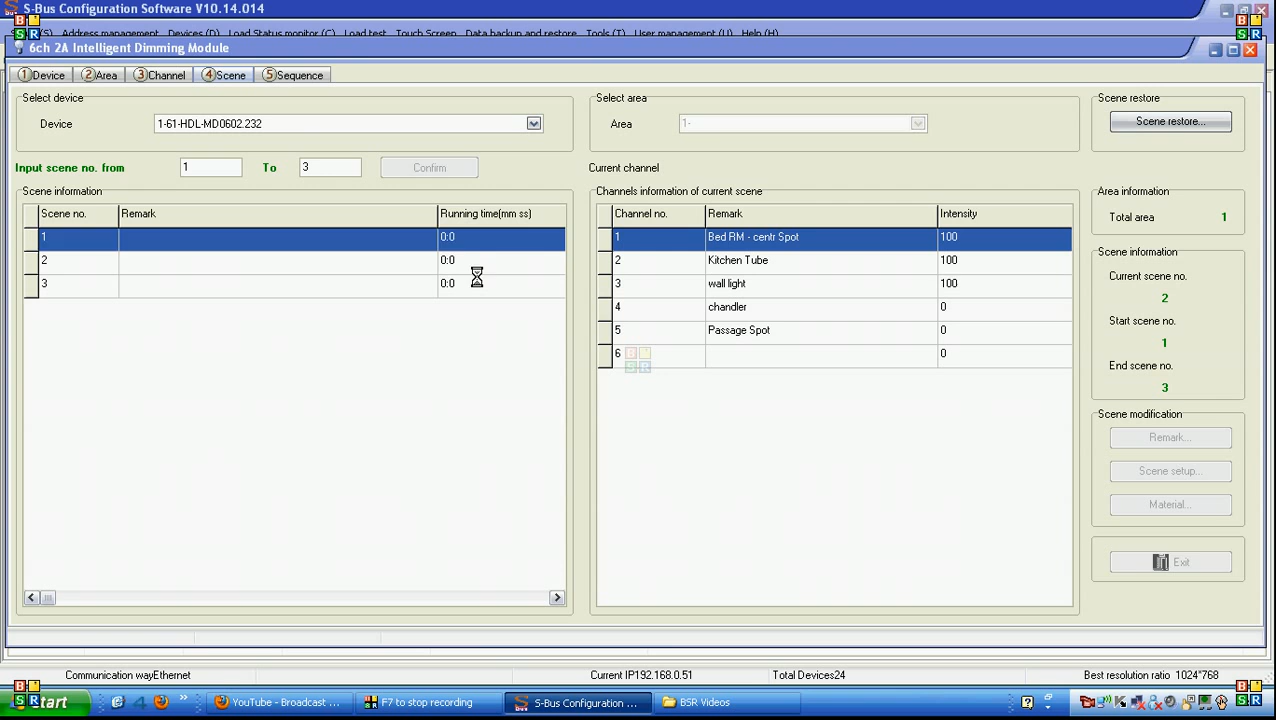 S-Bus Configuration Software V10.14.014
Address management Devices (D) Load Status monitor (C) Load test Touch Screen Data backup and restore Tools (T) User management (U) Help (H)
6ch 2A Intelligent Dimming Module
1 Device 2 Area 3 Channel 4 Scene 5 Sequence
Select device Select area Scene restore
Device 1-61-HDL-MD0602.232 Area 1- Scene restore...
Input scene no. from 1 To 3 Confirm Current channel
Scene information Channels information of current scene Area information
Scene no. Remark Running time(mm ss) Channel no. Remark Intensity Total area 1
1 0:0 1 Bed RM - centr Spot 100
2 0:0 2 Kitchen Tube 100
3 0:0 3 wall light 100
4 chandler 0
5 Passage Spot 0
6 0
Scene information
Current scene no.
2
Start scene no.
1
End scene no.
3
Scene modification
Remark...
Scene setup...
Material...
Exit
Communication wayEthernet Current IP192.168.0.51 Total Devices24 Best resolution ratio 1024*768
Start YouTube - Broadcast ... F7 to stop recording S-Bus Configuration ... BSR Videos